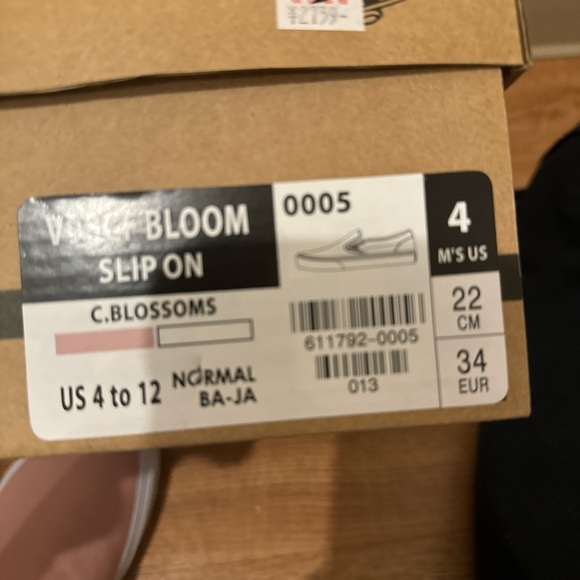 ¥2759-
BLOOM
SLIP ON
0005
4
M'S US
C.BLOSSOMS
22
CM
611792-0005
US 4 to 12
NORMAL
BA-JA
013
34
EUR